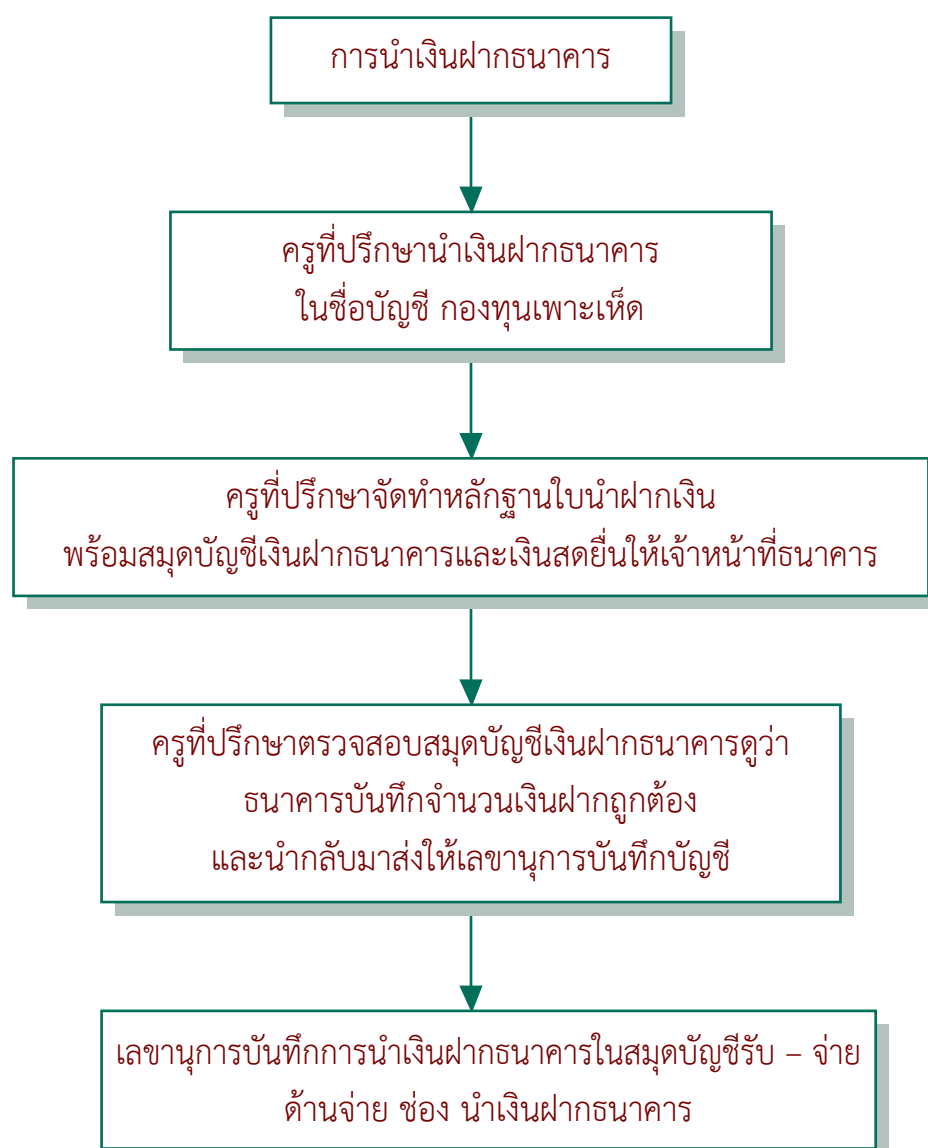 การนำเงินฝากธนาคาร
ครูที่ปรึกษานำเงินฝากธนาคาร
ในชื่อบัญชี กองทุนเพาะเห็ด
ครูที่ปรึกษาจัดทำหลักฐานใบนำฝากเงิน
พร้อมสมุดบัญชีเงินฝากธนาคารและเงินสดยื่นให้เจ้าหน้าที่ธนาคาร
ครูที่ปรึกษาตรวจสอบสมุดบัญชีเงินฝากธนาคารดูว่า
ธนาคารบันทึกจำนวนเงินฝากถูกต้อง
และนำกลับมาส่งให้เลขานุการบันทึกบัญชี
เลขานุการบันทึกการนำเงินฝากธนาคารในสมุดบัญชีรับ – จ่าย
ด้านจ่าย ช่อง นำเงินฝากธนาคาร